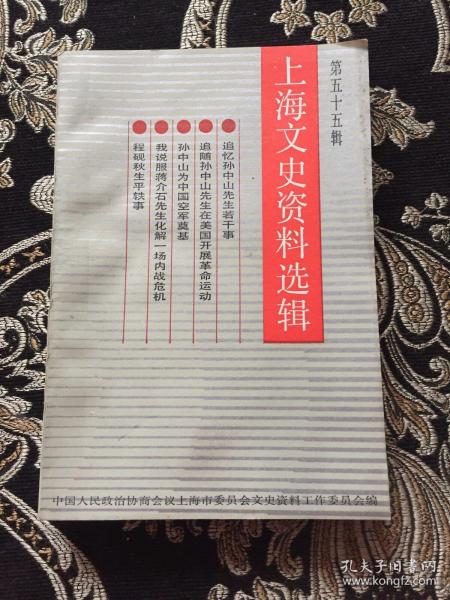 第五十五辑
上海文史资料选辑
追忆孙中山先生若干事
追随孙中山先生在美国开展革命运动
孙中山为中国空军奠基
我说服蒋介石先生化解一场内战危机
程砚秋生平轶事
中国人民政治协商会议上海市委员会文史资料工作委员会编
孔夫子旧书网
www.kongfz.com